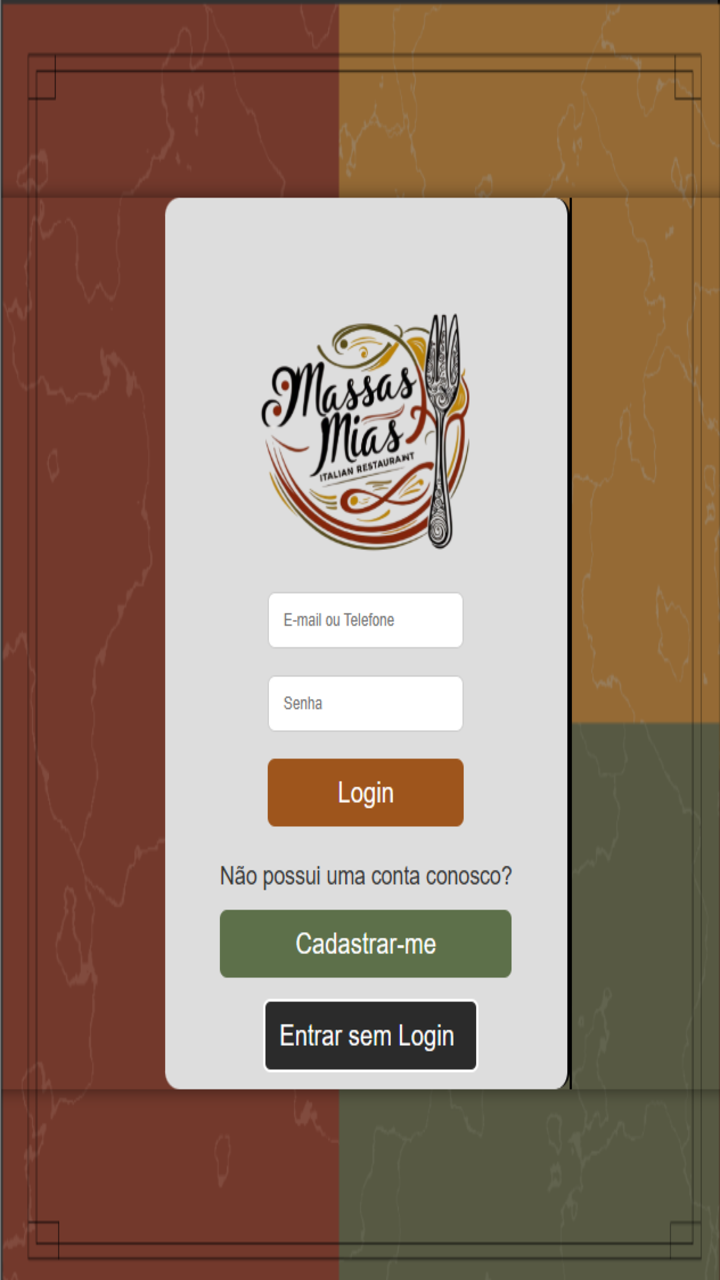 Massas
Mias
ITALIAN RESTAURANT
E-mail ou Telefone
Senha
Login
Não possui uma conta conosco?
Cadastrar-me
Entrar sem Login